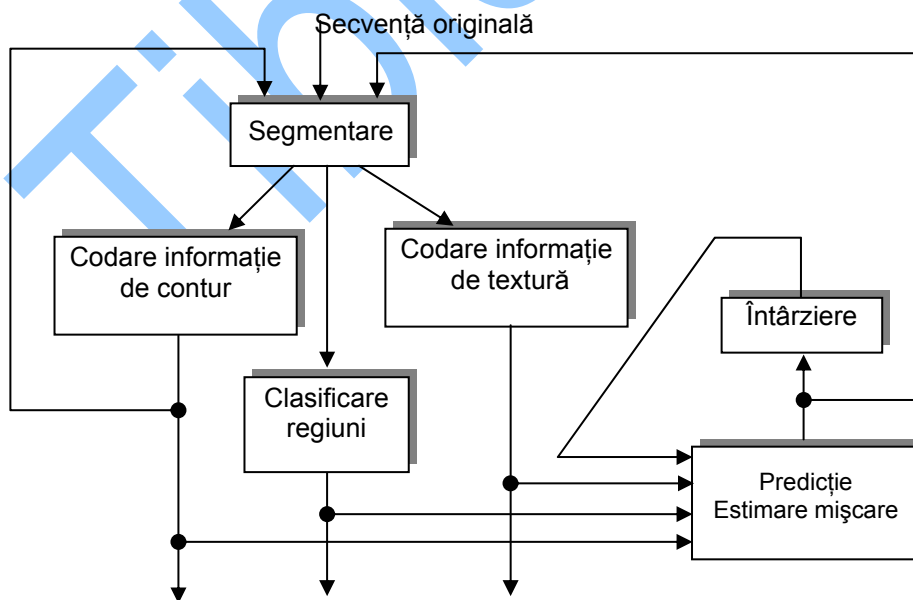 Secvență originală
Segmentare
Codare informație
de contur
Codare informație
de textură
Întârziere
Clasificare
regiuni
Predicție
Estimare mişcare